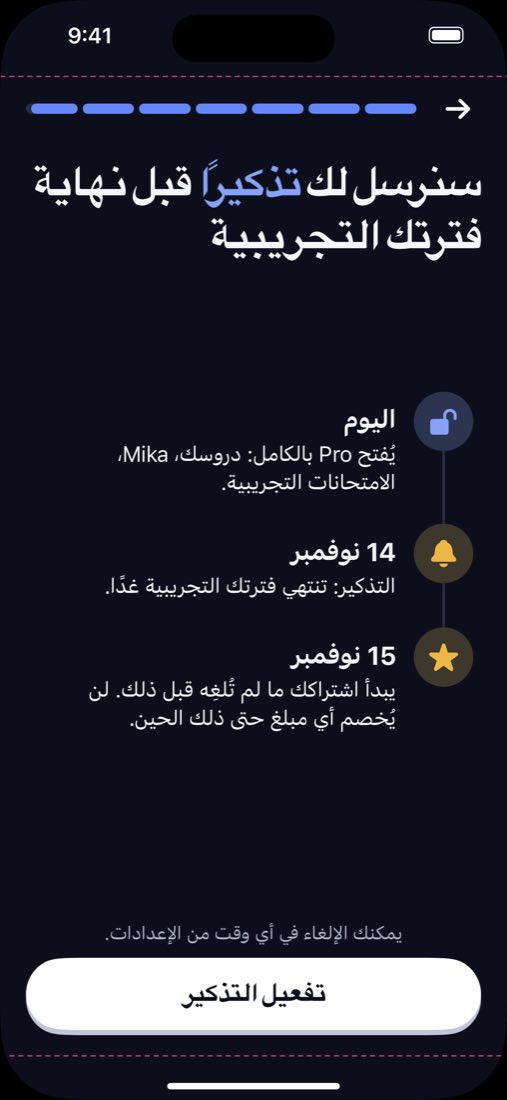 9:41
سنرسل لك تذكيرًا قبل نهاية
فترتك التجريبية
اليوم
يُفتح Pro بالكامل: دروسك، Mika،
الامتحانات التجريبية.
14 نوفمبر
التذكير: تنتهي فترتك التجريبية غدًا.
15 نوفمبر
يبدأ اشتراكك ما لم تُلغِه قبل ذلك. لن
يُخصم أي مبلغ حتى ذلك الحين.
يمكنك الإلغاء في أي وقت من الإعدادات.
تفعيل التذكير